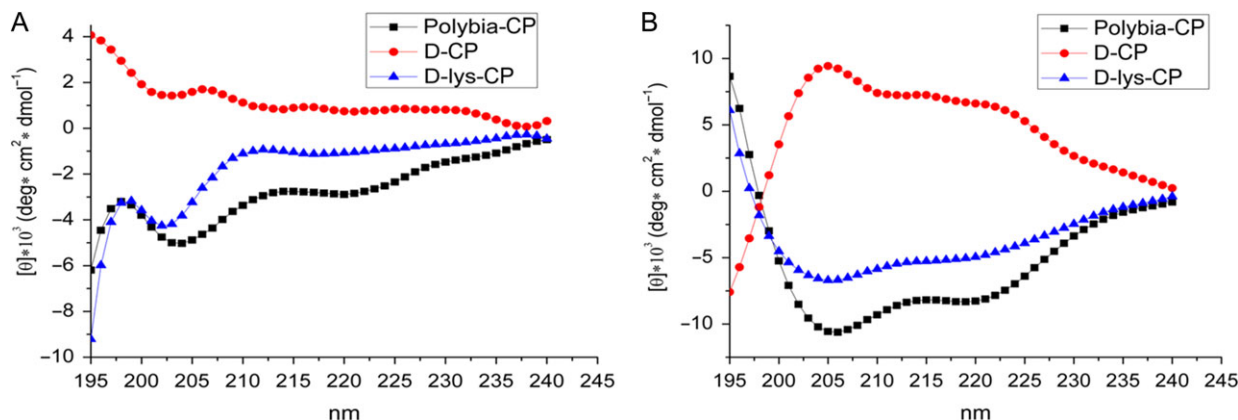 A
Polybia-CP
D-CP
D-lys-CP
[θ]*10³ (deg* cm²* dmol⁻¹)
4
2
0
−2
−4
−6
−8
−10
195 200 205 210 215 220 225 230 235 240 245
nm
B
Polybia-CP
D-CP
D-lys-CP
[θ]*10³ (deg* cm²* dmol⁻¹)
10
5
0
−5
−10
195 200 205 210 215 220 225 230 235 240 245
nm